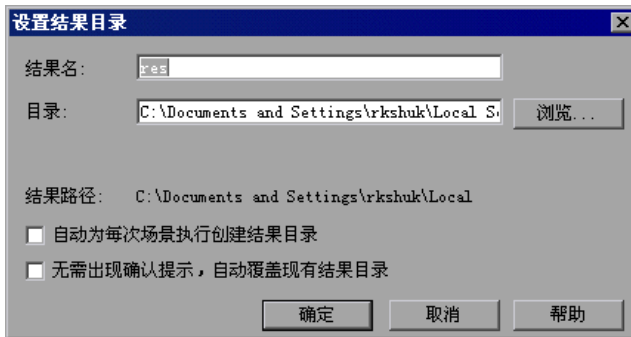 设置结果目录
结果名: res
目录: C:\Documents and Settings\rkshuk\Local S 浏览...
结果路径: C:\Documents and Settings\rkshuk\Local
自动为每次场景执行创建结果目录
无需出现确认提示，自动覆盖现有结果目录
确定 取消 帮助